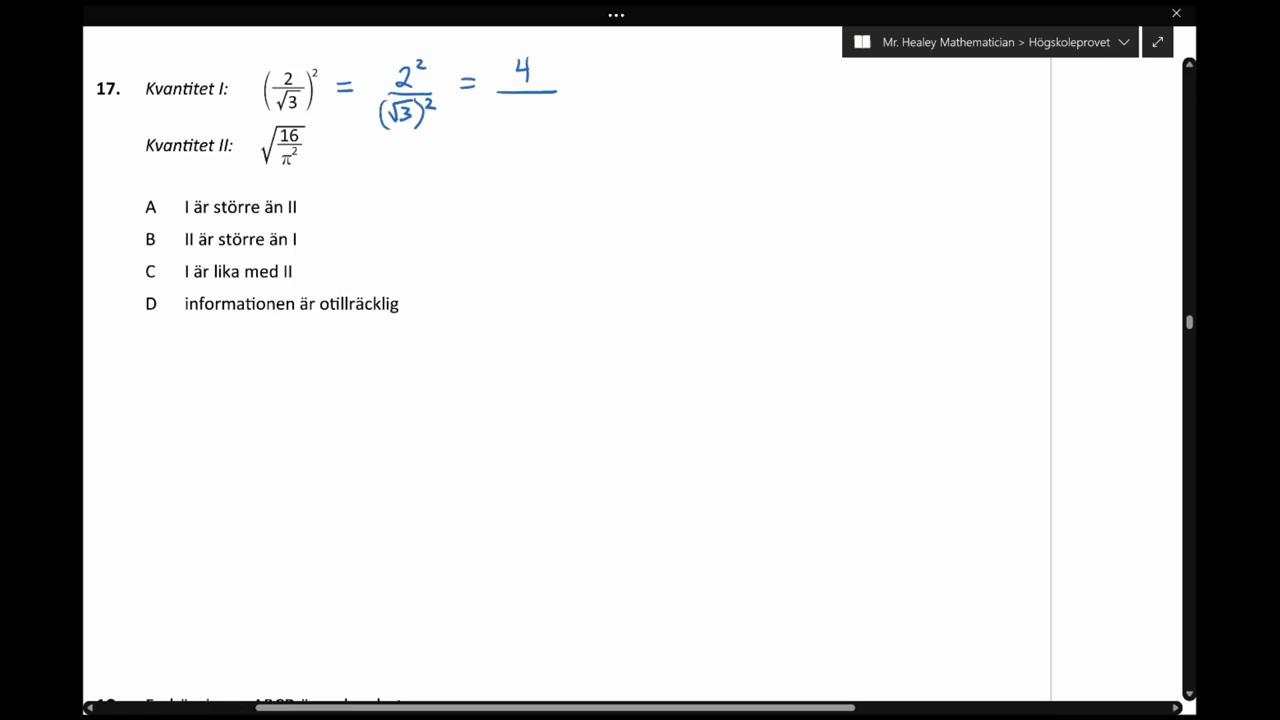 Mr. Healey Mathematician > Högskoleprovet
17. Kvantitet I: (2/√3)² = 2²/(√3)² = 4
Kvantitet II: √(16/π²)
A I är större än II
B II är större än I
C I är lika med II
D informationen är otillräcklig